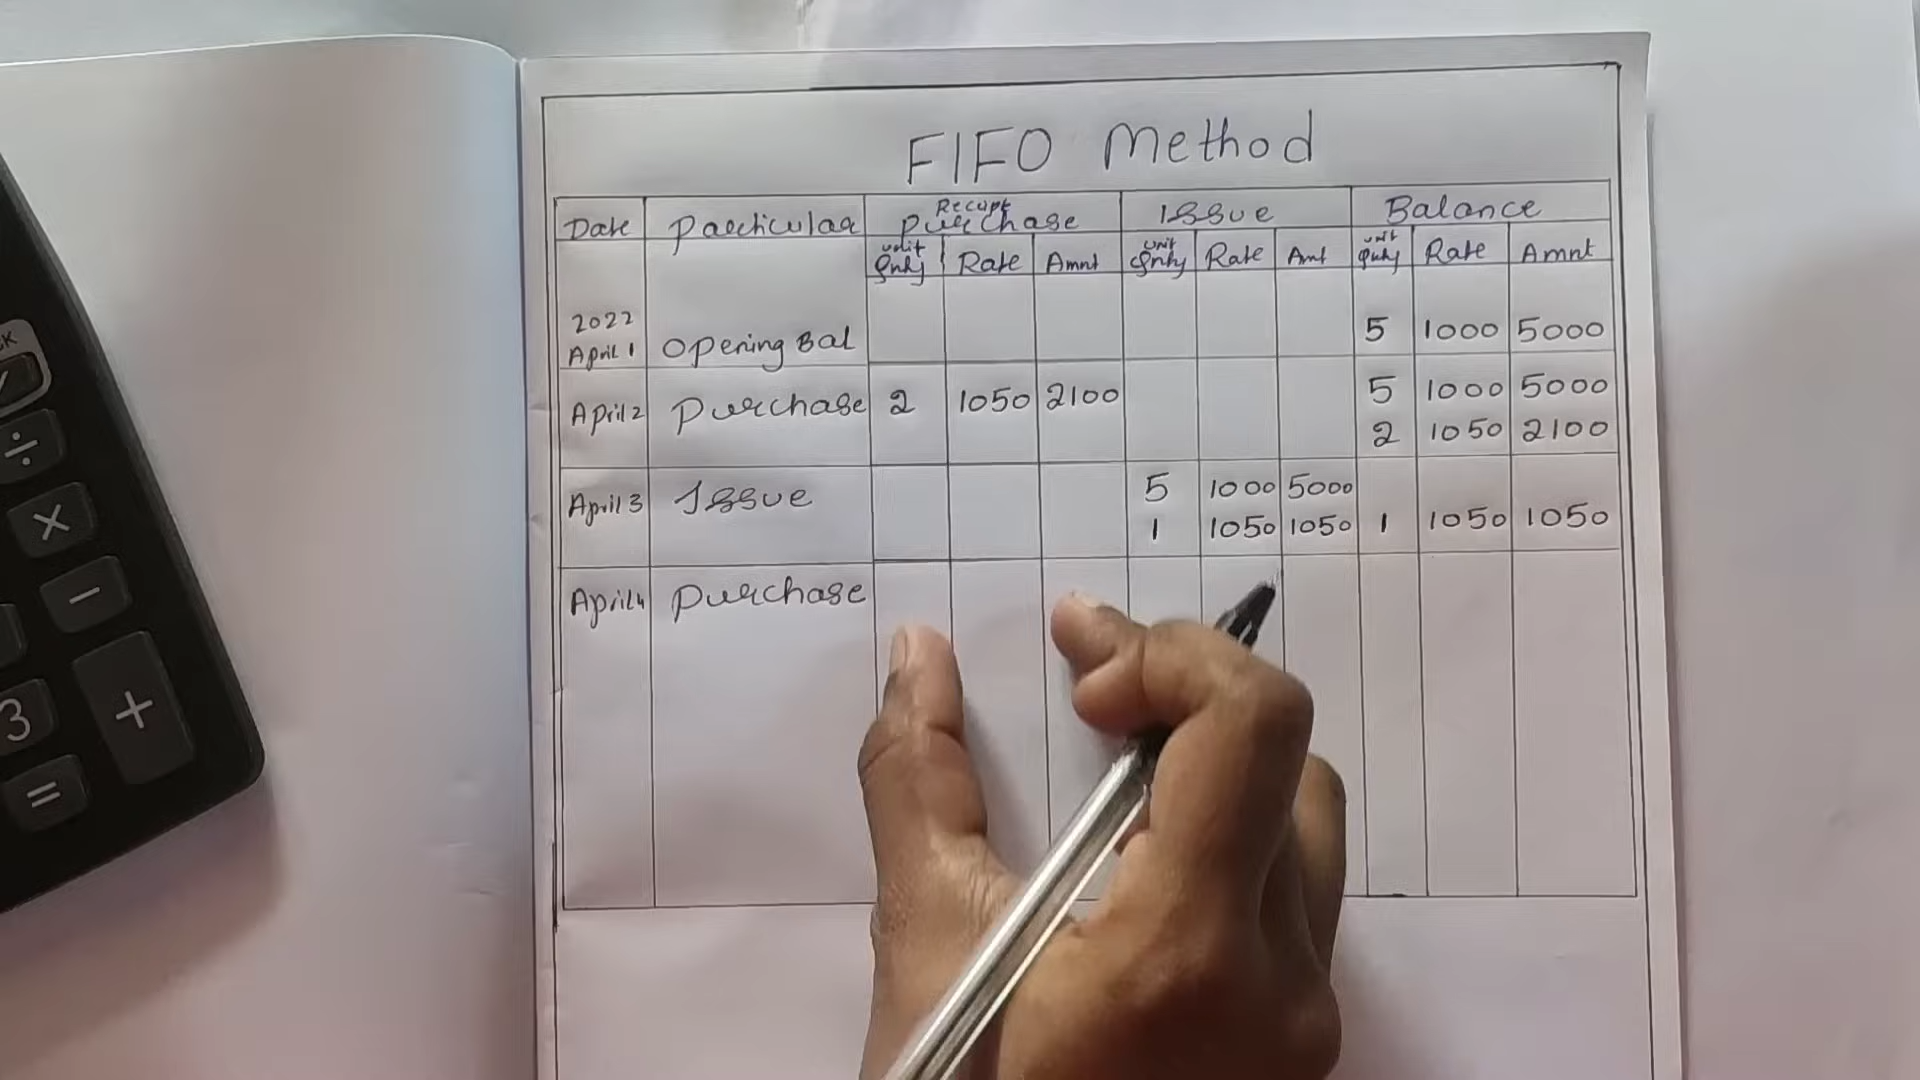 FIFO Method
Date Particular Recupt Purchase Issue Balance
unit Qnty Rate Amnt unit Qnty Rate Amt unit Qnty Rate Amnt
2022
April 1 Opening Bal 5 1000 5000
April 2 Purchase 2 1050 2100 5 1000 5000
2 1050 2100
April 3 Issue 5 1000 5000
1 1050 1050 1 1050 1050
April 4 Purchase
÷
×
−
3 +
=